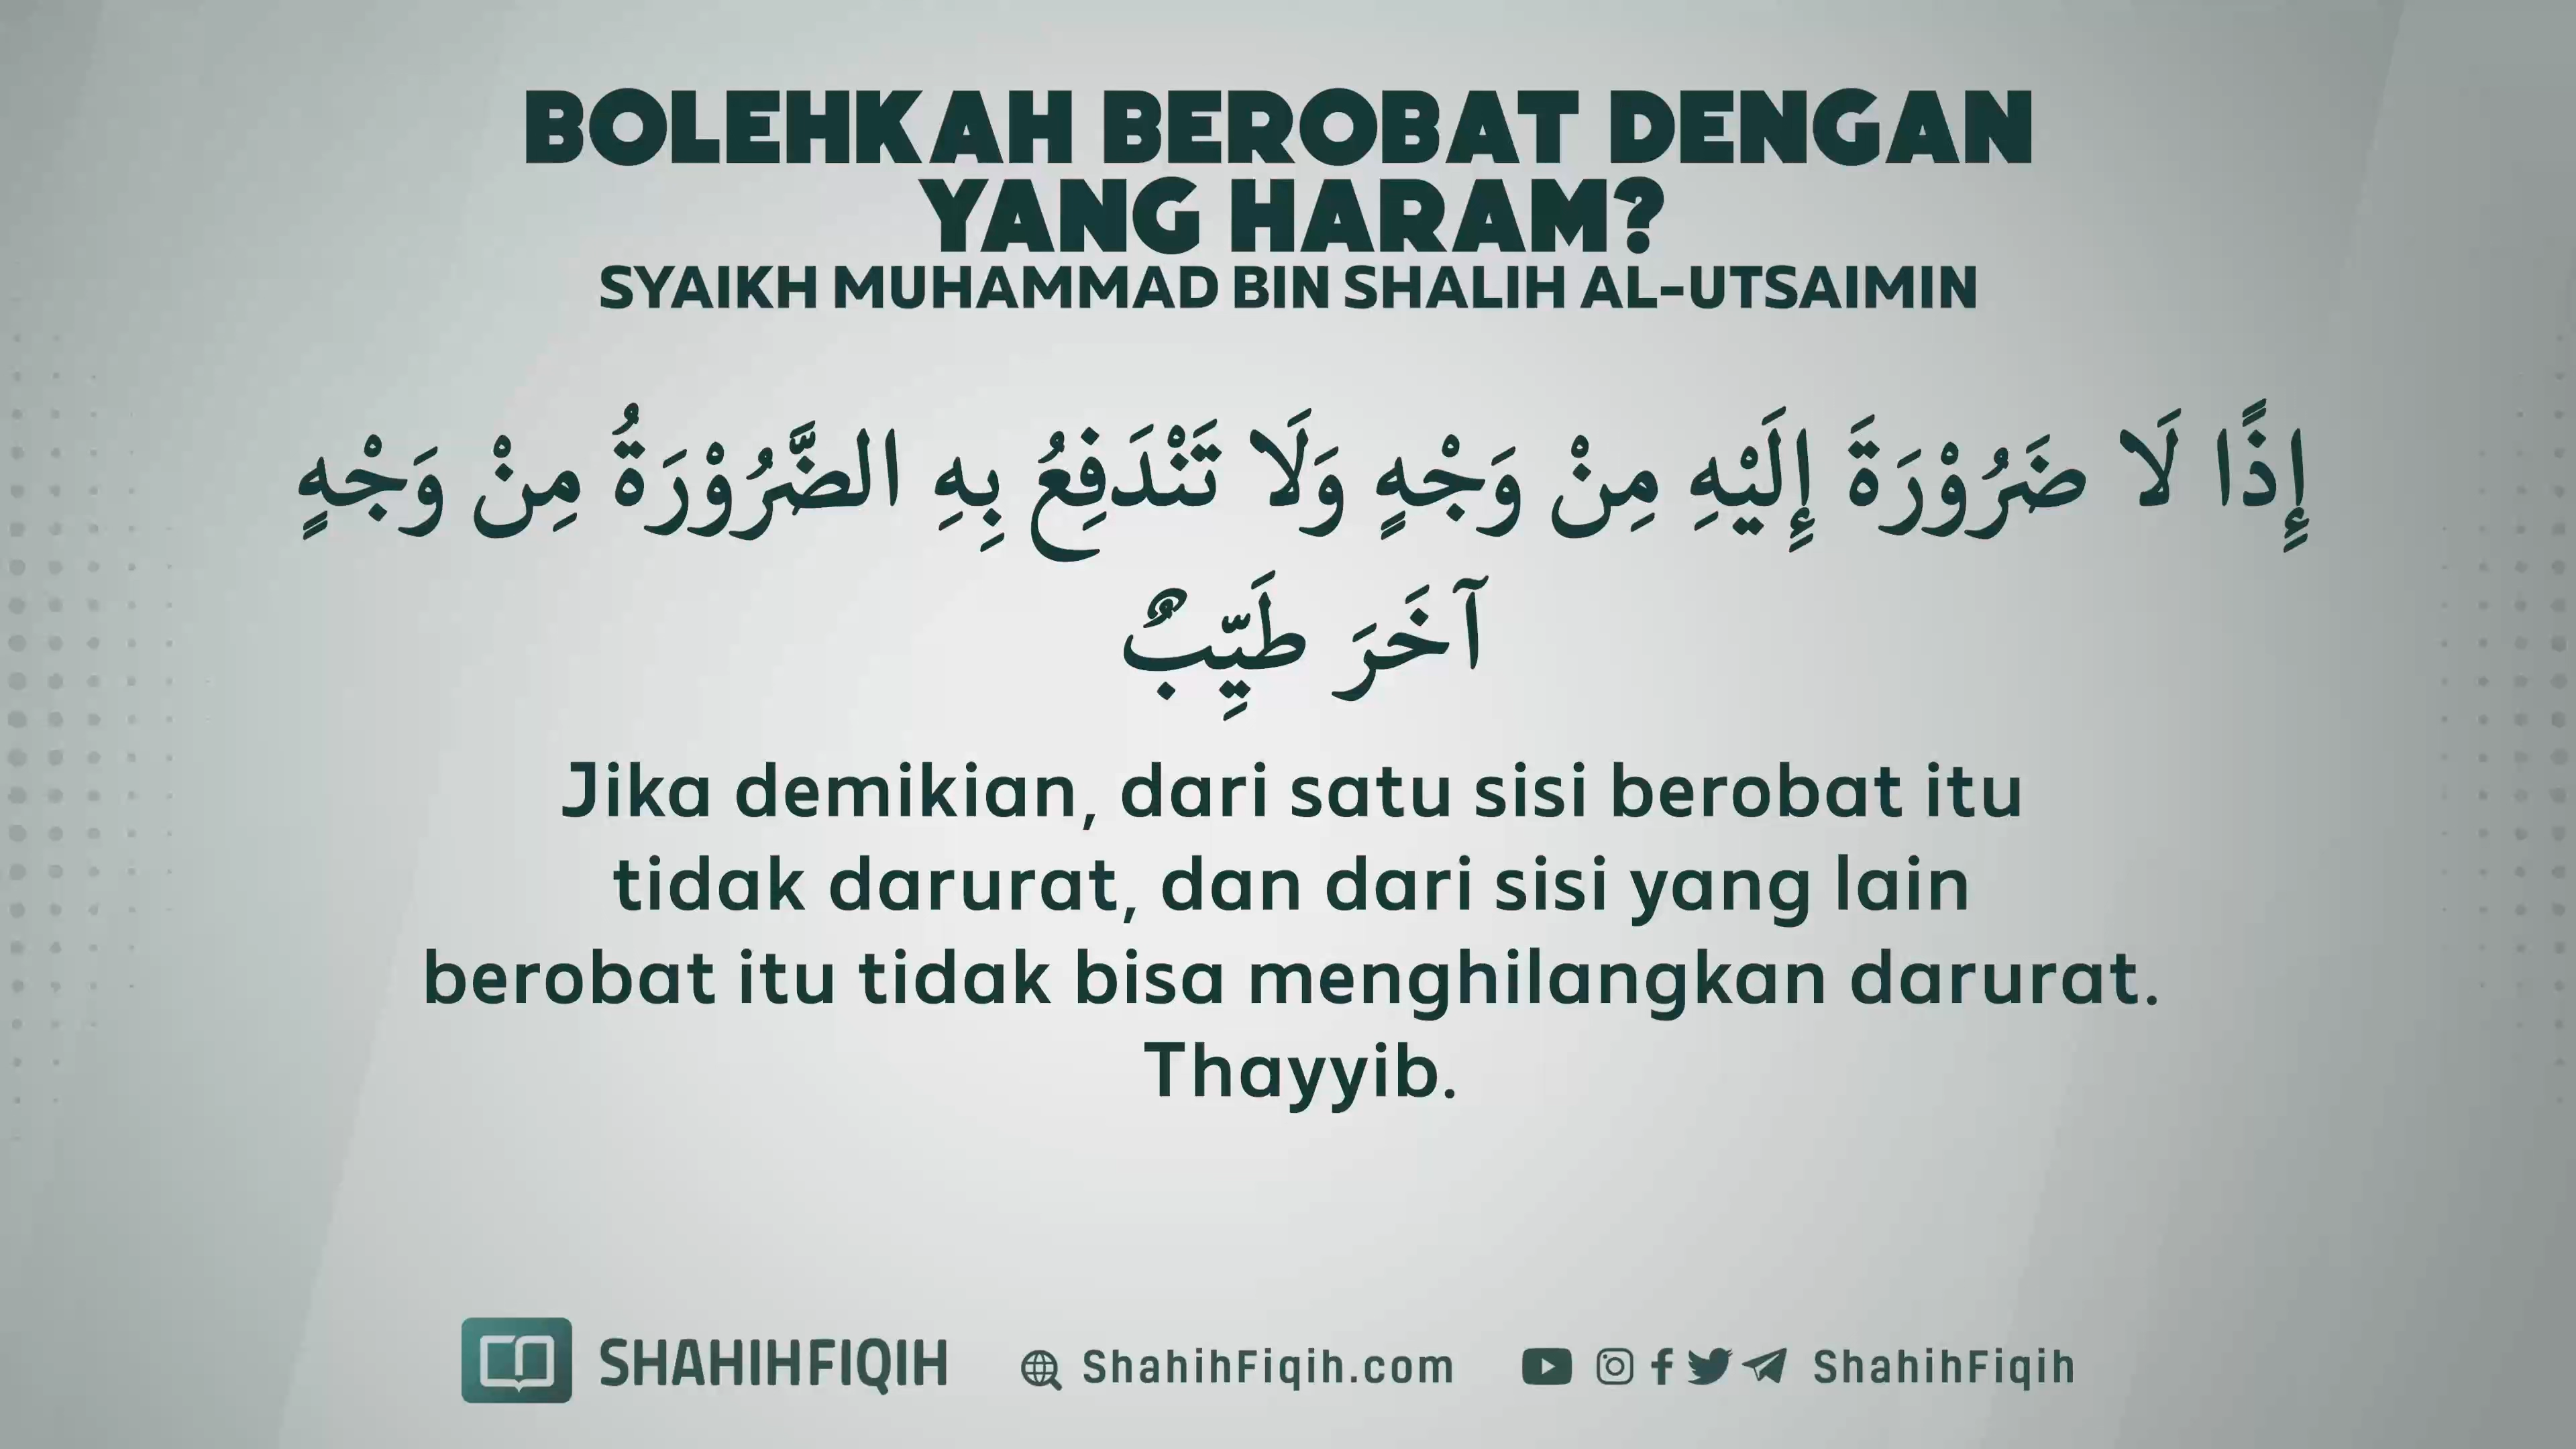 BOLEHKAH BEROBAT DENGAN
YANG HARAM?
SYAIKH MUHAMMAD BIN SHALIH AL-UTSAIMIN
إِذًا لَا ضَرُوْرَةَ إِلَيْهِ مِنْ وَجْهٍ وَلَا تَنْدَفِعُ بِهِ الضَّرُوْرَةُ مِنْ وَجْهٍ
آخَرَ طَيِّبٌ
Jika demikian, dari satu sisi berobat itu
tidak darurat, dan dari sisi yang lain
berobat itu tidak bisa menghilangkan darurat.
Thayyib.
SHAHIHFIQIH ShahihFiqih.com ShahihFiqih